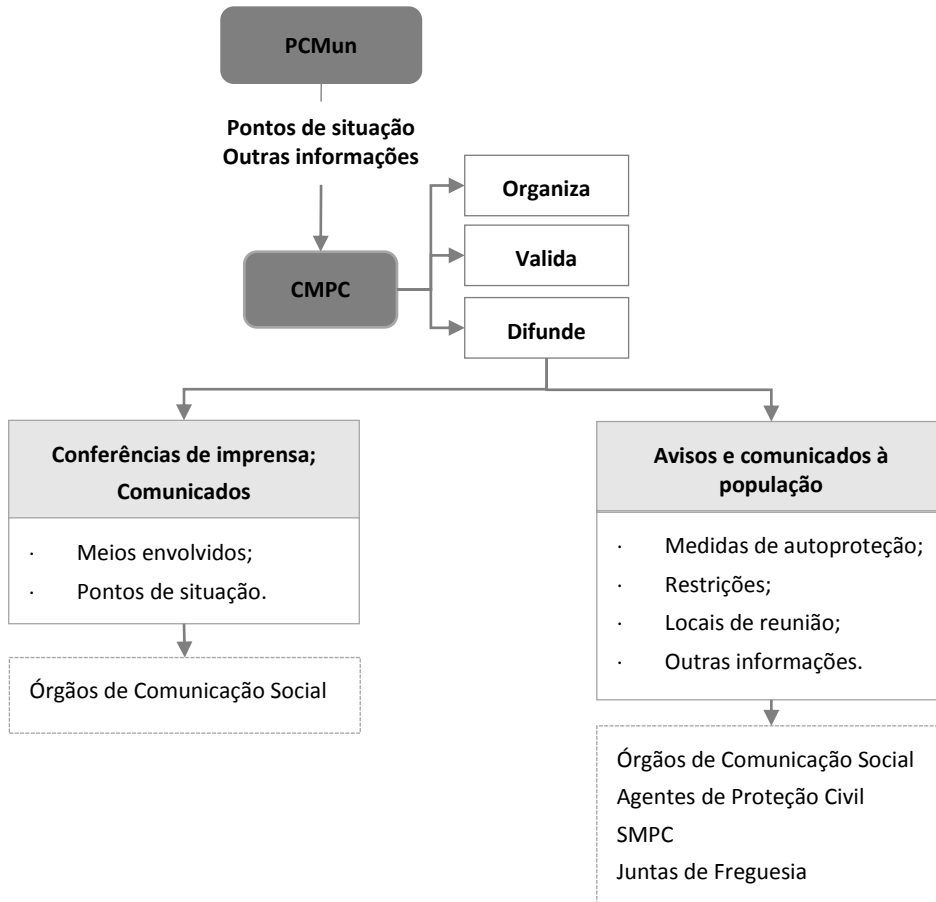 PCMun
Pontos de situação
Outras informações
Organiza
Valida
CMPC
Difunde
Conferências de imprensa;
Comunicados
· Meios envolvidos;
· Pontos de situação.
Órgãos de Comunicação Social
Avisos e comunicados à
população
· Medidas de autoproteção;
· Restrições;
· Locais de reunião;
· Outras informações.
Órgãos de Comunicação Social
Agentes de Proteção Civil
SMPC
Juntas de Freguesia